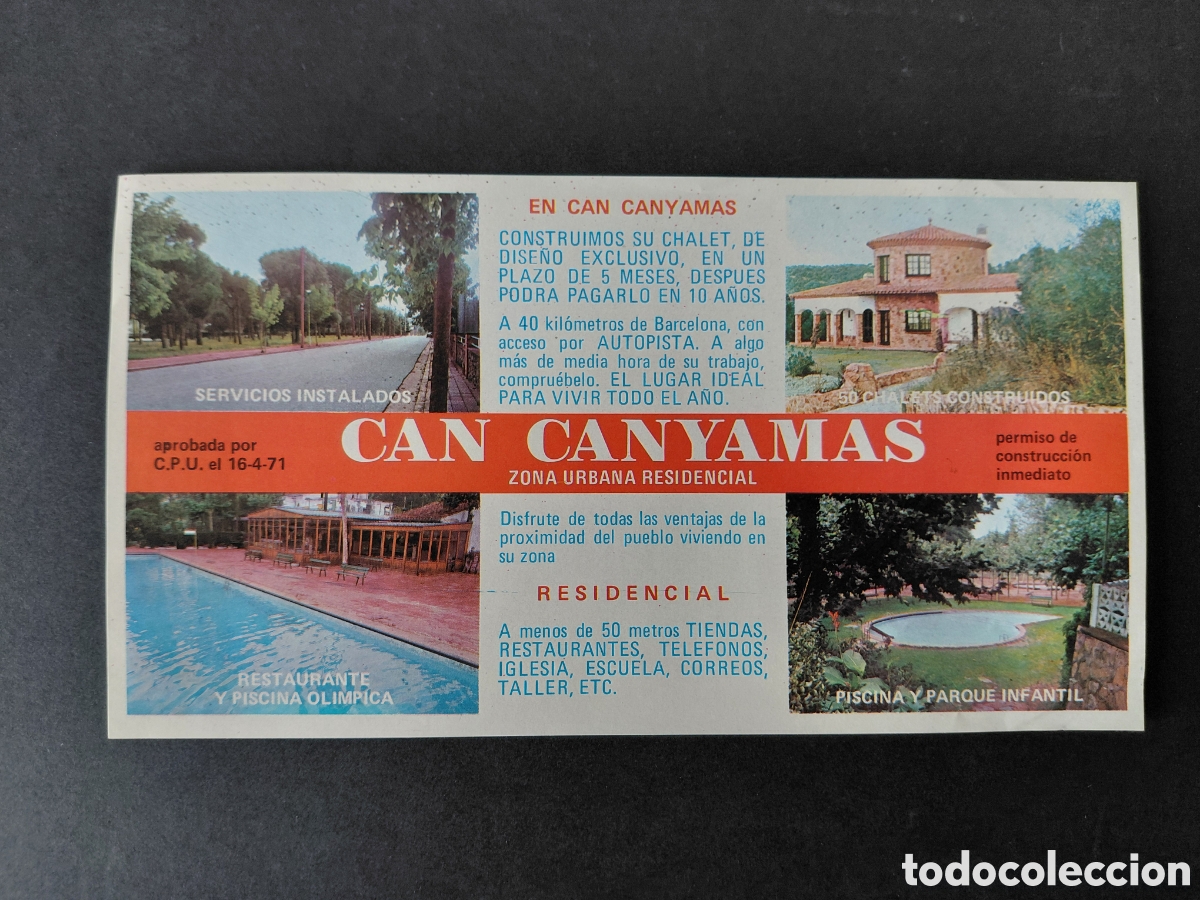 EN CAN CANYAMAS
CONSTRUIMOS SU CHALET, DE
DISEÑO EXCLUSIVO, EN UN
PLAZO DE 5 MESES, DESPUES
PODRA PAGARLO EN 10 AÑOS.
A 40 kilómetros de Barcelona, con
acceso por AUTOPISTA. A algo
más de media hora de su trabajo,
compruébelo. EL LUGAR IDEAL
PARA VIVIR TODO EL AÑO.
SERVICIOS INSTALADOS
50 CHALETS CONSTRUIDOS
aprobada por
C.P.U. el 16-4-71
CAN CANYAMAS
ZONA URBANA RESIDENCIAL
permiso de
construcción
inmediato
Disfrute de todas las ventajas de la
proximidad del pueblo viviendo en
su zona
RESIDENCIAL
A menos de 50 metros TIENDAS,
RESTAURANTES, TELEFONOS,
IGLESIA, ESCUELA, CORREOS,
TALLER, ETC.
RESTAURANTE
Y PISCINA OLIMPICA
PISCINA Y PARQUE INFANTIL
todocoleccion